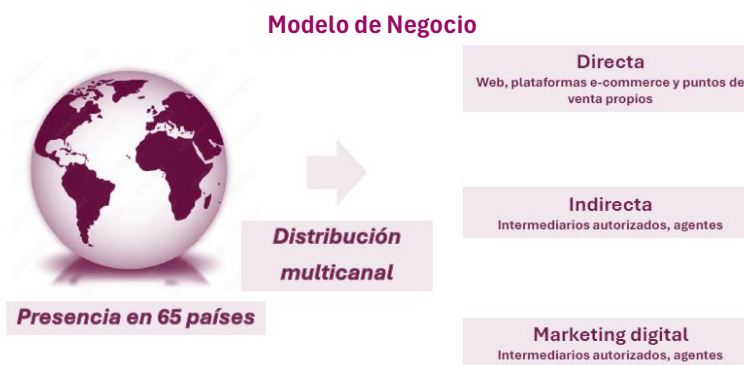 Modelo de Negocio
Directa
Web, plataformas e-commerce y puntos de
venta propios
Indirecta
Intermediarios autorizados, agentes
Distribución
multicanal
Presencia en 65 países
Marketing digital
Intermediarios autorizados, agentes